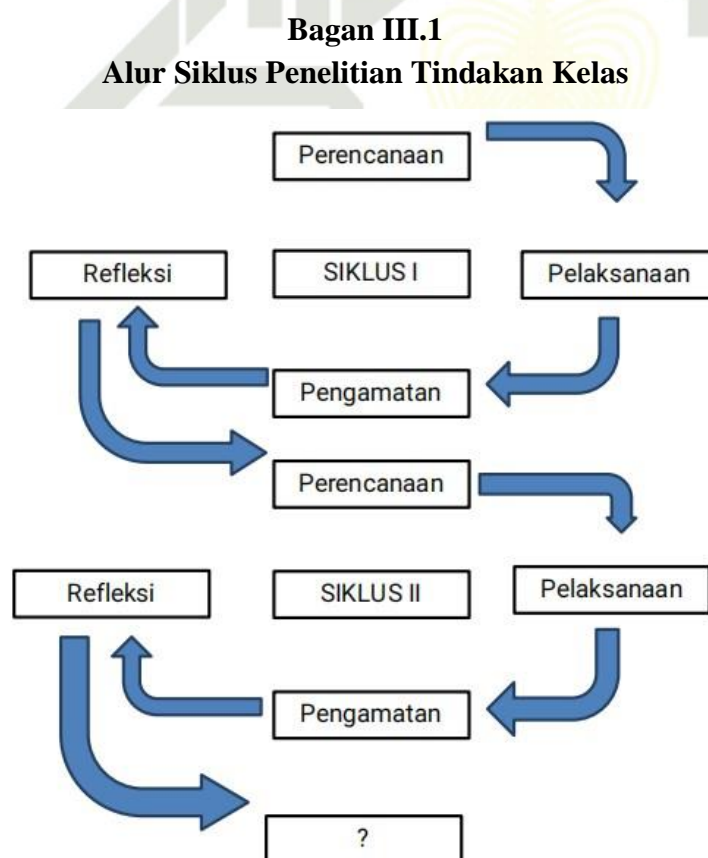 Bagan III.1
Alur Siklus Penelitian Tindakan Kelas
Perencanaan
Refleksi
SIKLUS I
Pelaksanaan
Pengamatan
Perencanaan
Refleksi
SIKLUS II
Pelaksanaan
Pengamatan
?